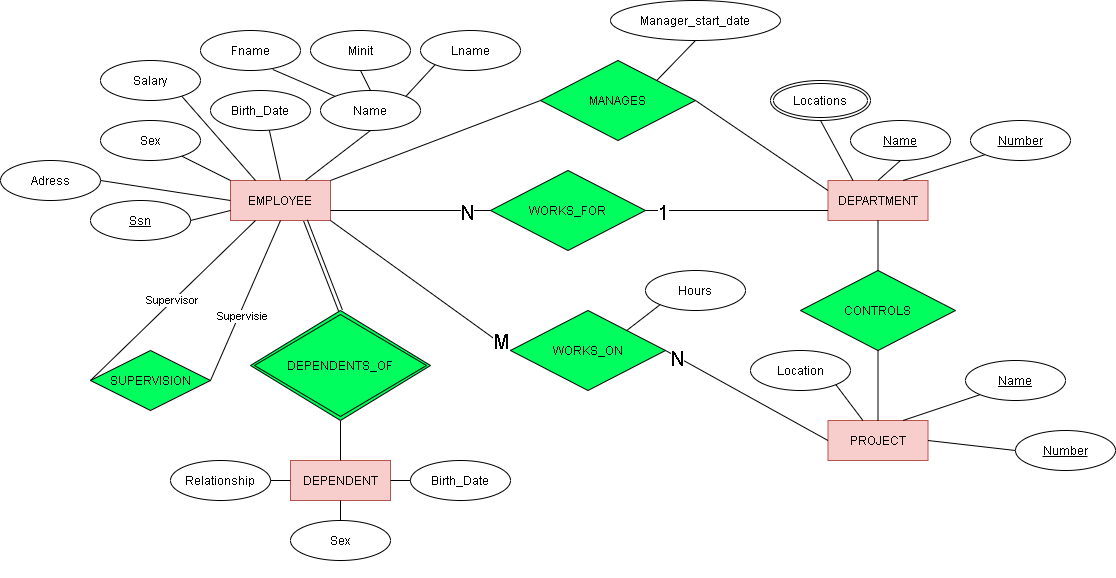 Manager_start_date
Fname
Minit
Lname
Salary
Birth_Date
Name
MANAGES
Locations
Sex
Name
Number
Adress
EMPLOYEE
DEPARTMENT
Ssn
N
WORKS_FOR
1
Supervisor
Supervisie
Hours
CONTROLS
M
WORKS_ON
N
DEPENDENTS_OF
SUPERVISION
Location
Name
PROJECT
Number
Relationship
DEPENDENT
Birth_Date
Sex